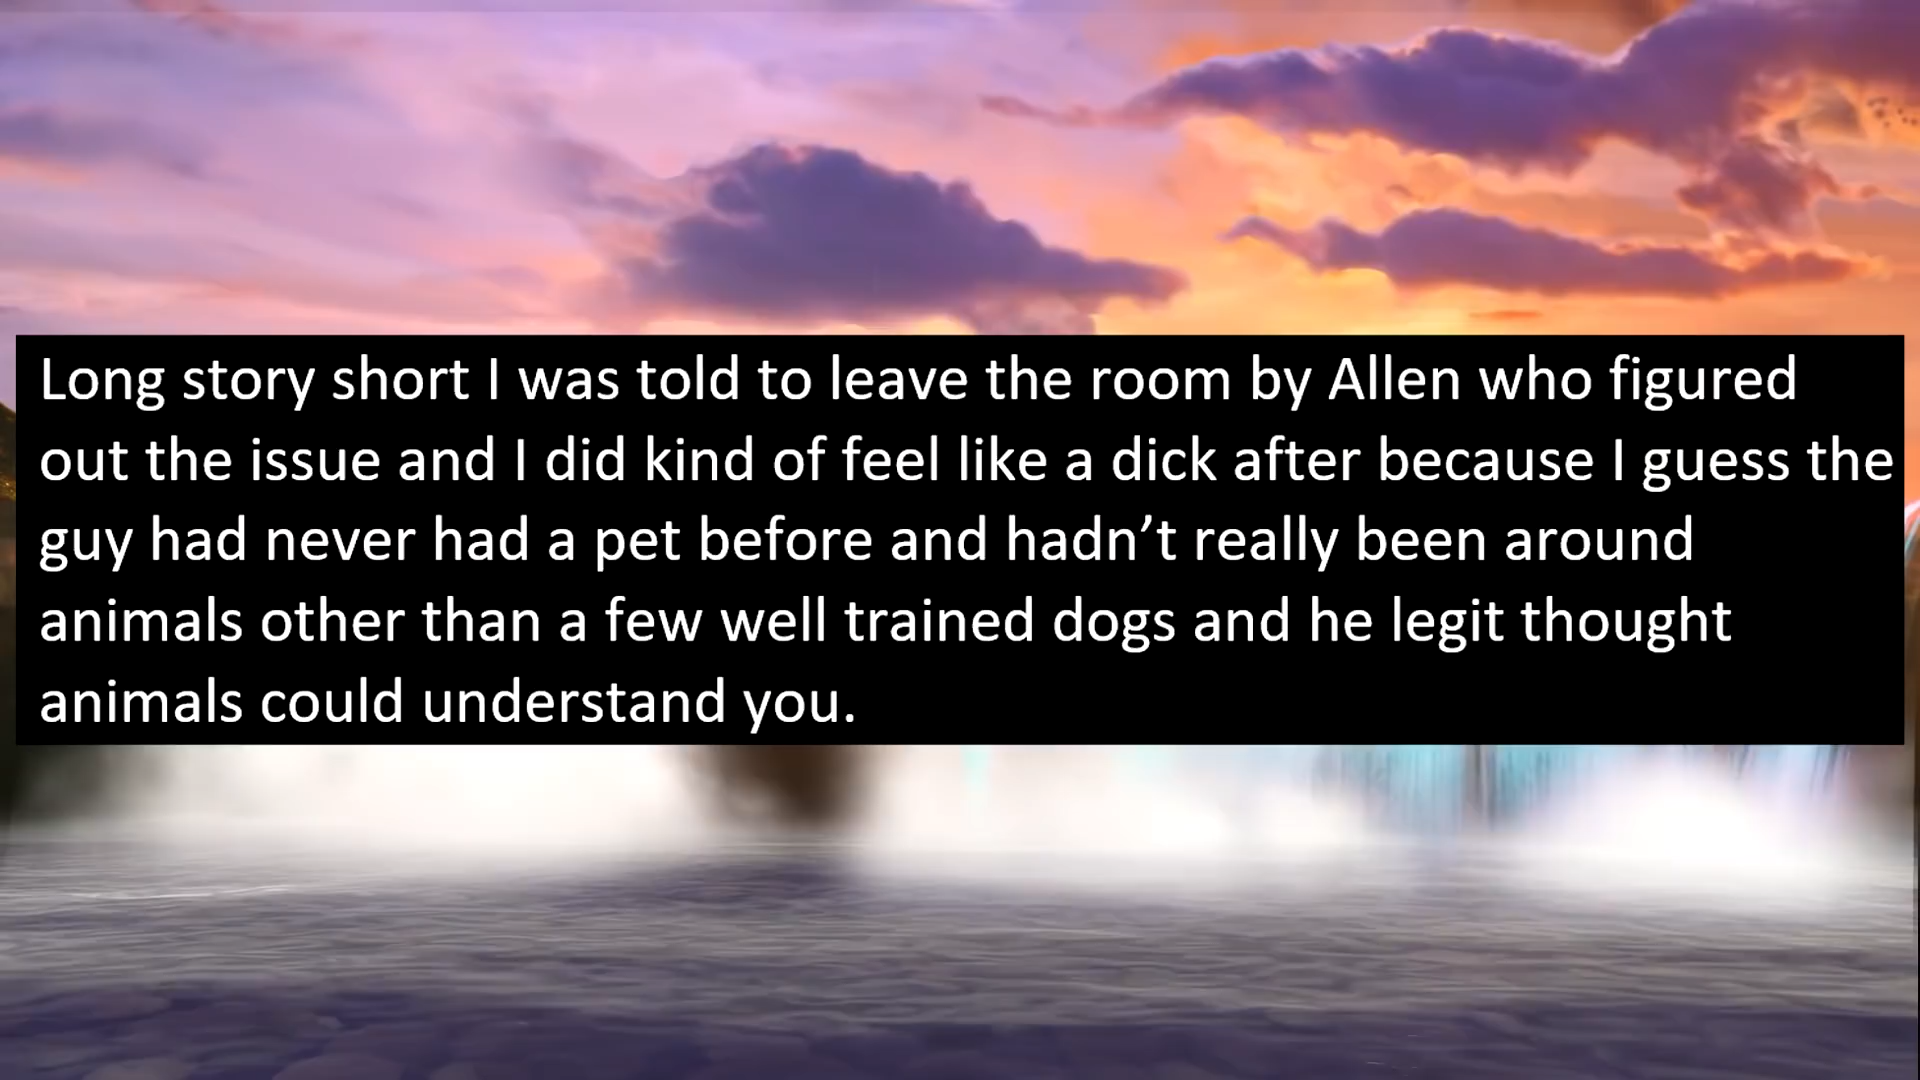 Long story short I was told to leave the room by Allen who figured
out the issue and I did kind of feel like a dick after because I guess the
guy had never had a pet before and hadn’t really been around
animals other than a few well trained dogs and he legit thought
animals could understand you.